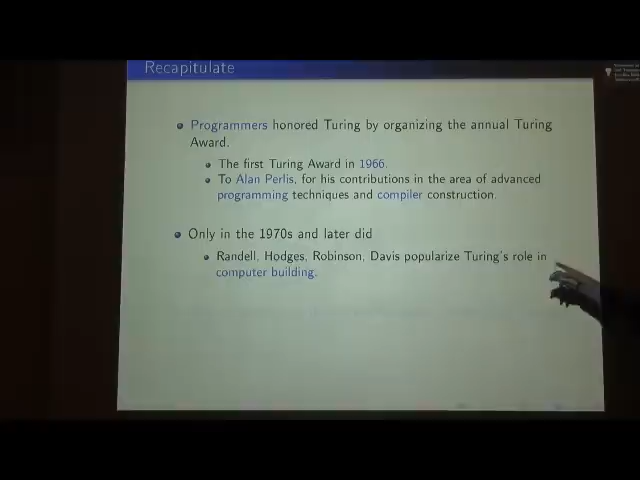 Recapitulate
Programmers honored Turing by organizing the annual Turing
Award.
The first Turing Award in 1966.
To Alan Perlis, for his contributions in the area of advanced
programming techniques and compiler construction.
Only in the 1970s and later did
Randell, Hodges, Robinson, Davis popularize Turing's role in
computer building.